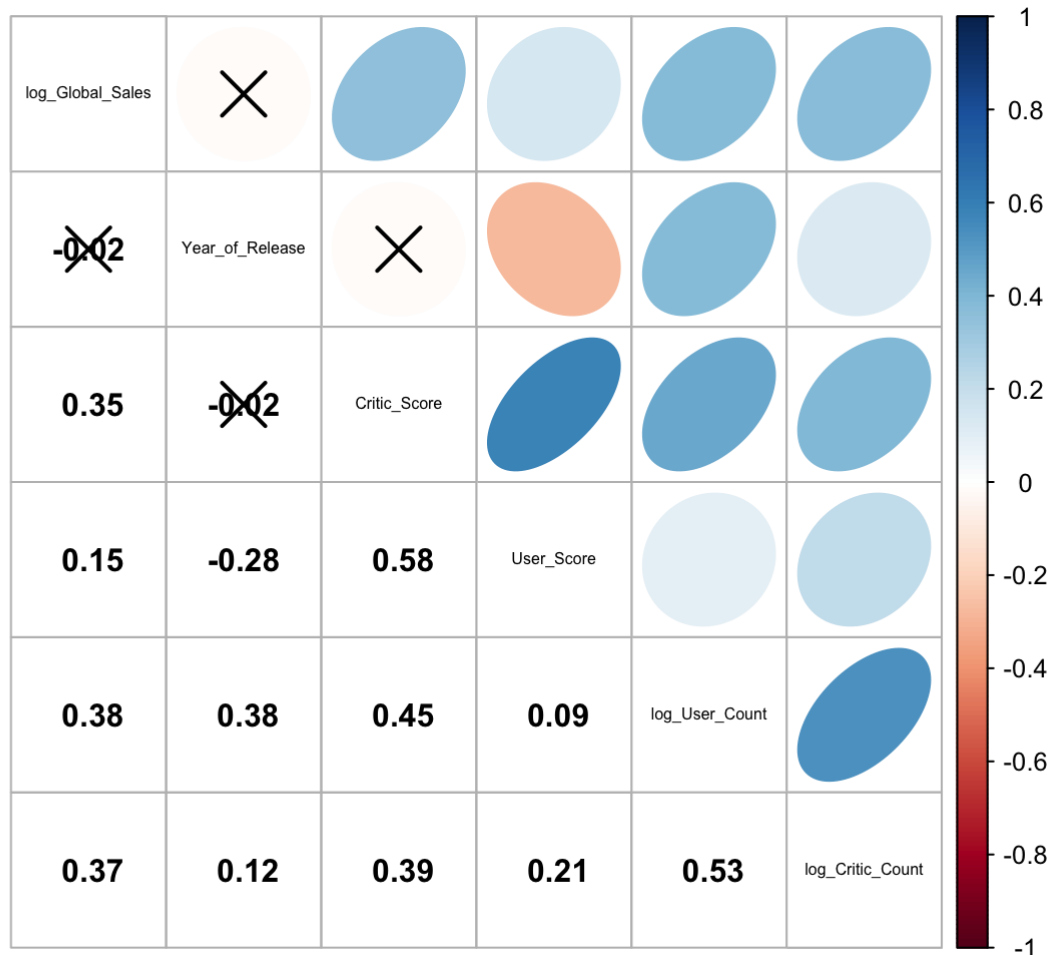 1
log_Global_Sales
0.8
-0.02 Year_of_Release
0.6
0.4
0.35 -0.02 Critic_Score
0.2
0
0.15 -0.28 0.58 User_Score
-0.2
-0.4
0.38 0.38 0.45 0.09 log_User_Count
-0.6
-0.8
0.37 0.12 0.39 0.21 0.53 log_Critic_Count
-1